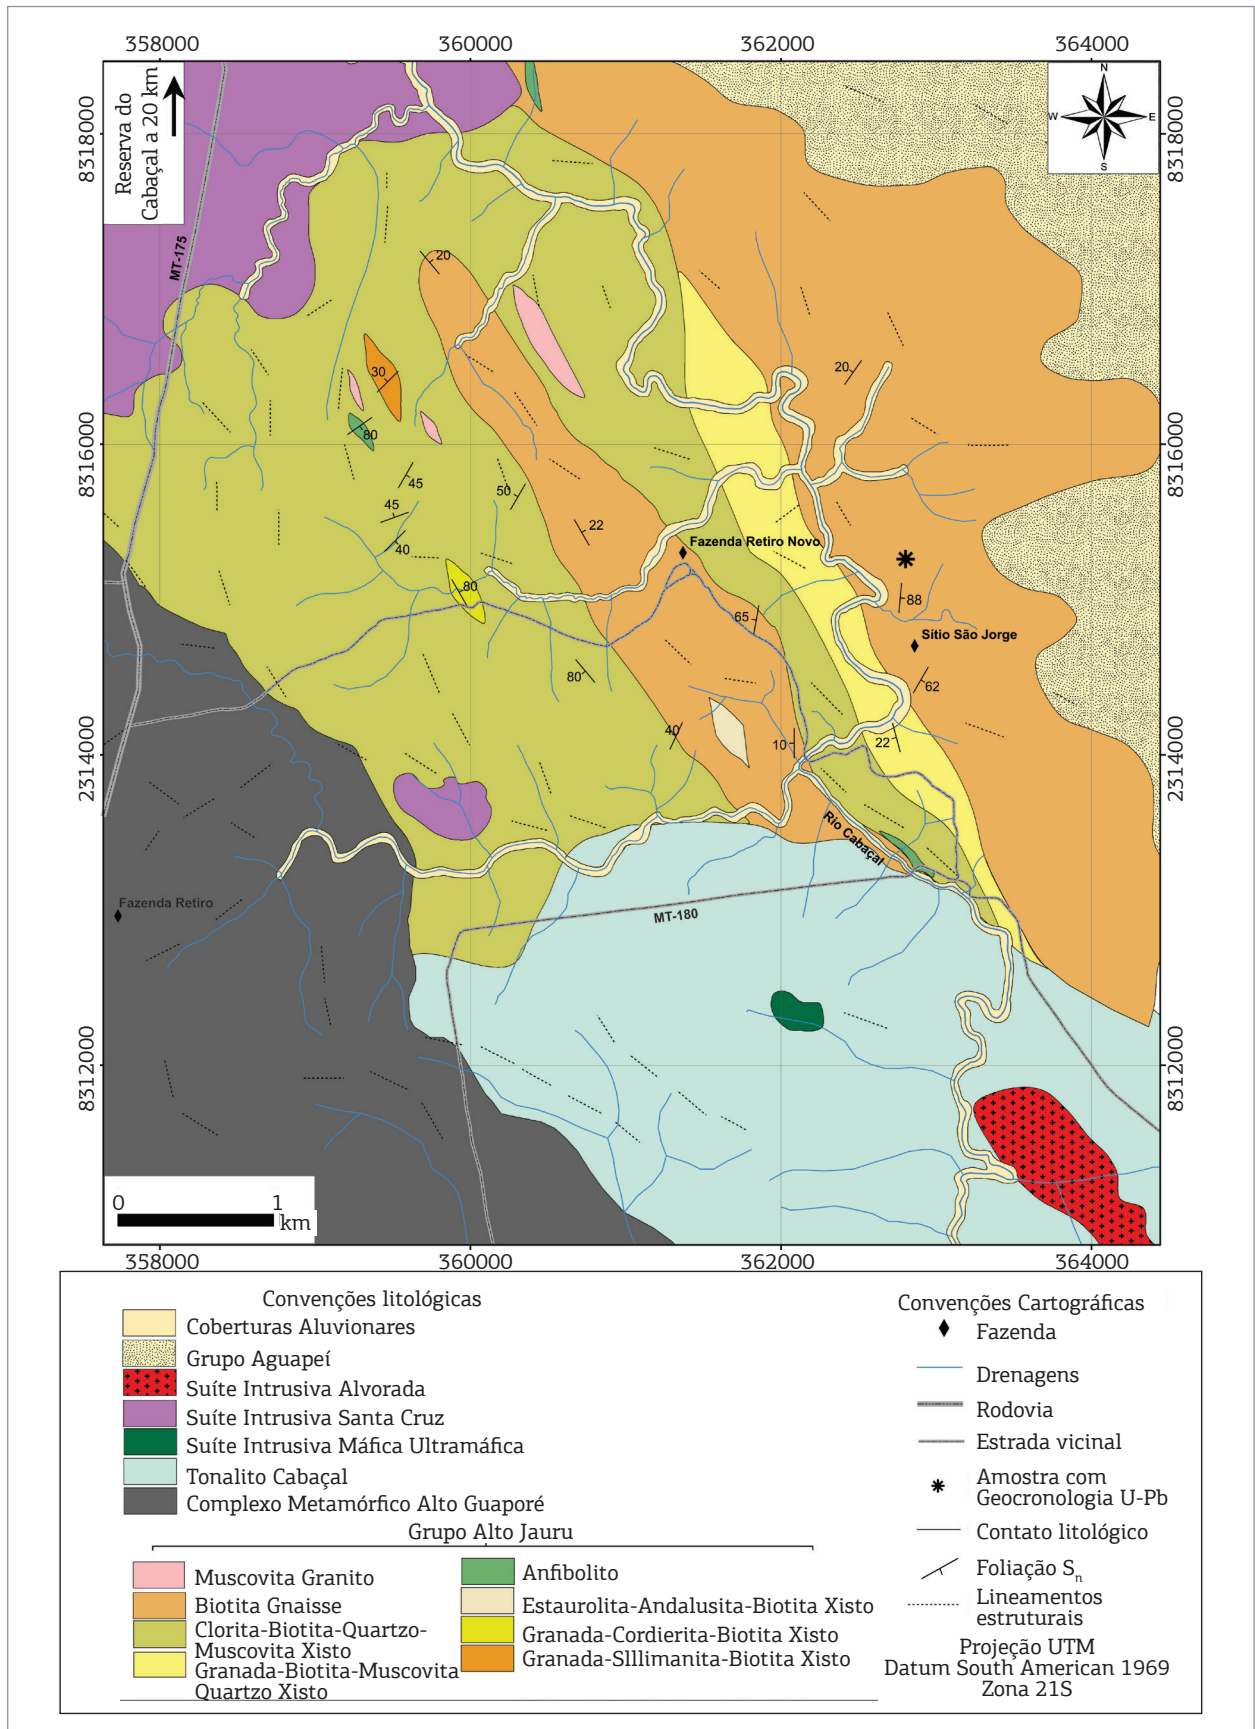 358000 360000 362000 364000
Reserva do
Cabaçal a 20 km
N
W E
S
8318000 8318000
MT-175
20
30
20
80
8316000 8316000
45
50
45
22
40
Fazenda Retiro Novo
80
88
65
Sítio São Jorge
80
62
40
10
22
2314000 2314000
Rio Cabaçal
Fazenda Retiro
MT-180
8312000 8312000
0 1
km
358000 360000 362000 364000
Convenções litológicas
Coberturas Aluvionares
Grupo Aguapeí
Suíte Intrusiva Alvorada
Suíte Intrusiva Santa Cruz
Suíte Intrusiva Máfica Ultramáfica
Tonalito Cabaçal
Complexo Metamórfico Alto Guaporé
Grupo Alto Jauru
Muscovita Granito
Biotita Gnaisse
Clorita-Biotita-Quartzo-
Muscovita Xisto
Granada-Biotita-Muscovita
Quartzo Xisto
Anfibolito
Estaurolita-Andalusita-Biotita Xisto
Granada-Cordierita-Biotita Xisto
Granada-SIllimanita-Biotita Xisto
Convenções Cartográficas
Fazenda
Drenagens
Rodovia
Estrada vicinal
Amostra com
Geocronologia U-Pb
Contato litológico
Foliação Sn
Lineamentos
estruturais
Projeção UTM
Datum South American 1969
Zona 21S